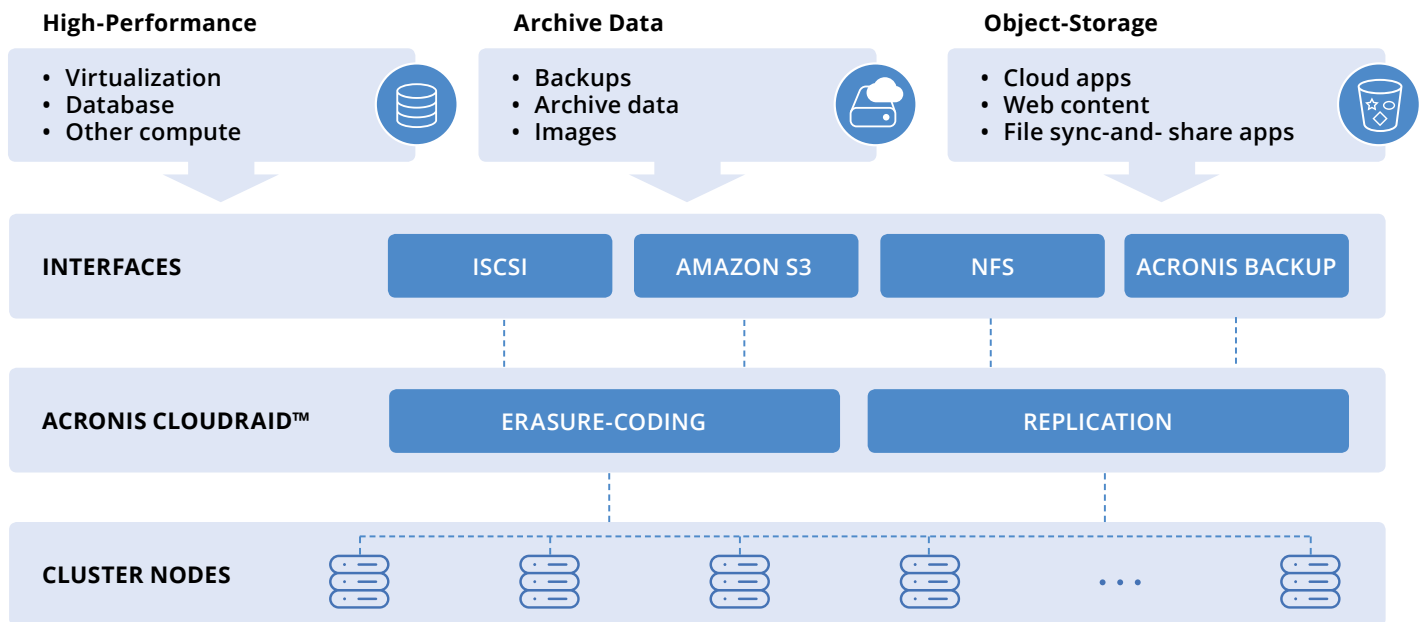 High-Performance
• Virtualization
• Database
• Other compute
Archive Data
• Backups
• Archive data
• Images
Object-Storage
• Cloud apps
• Web content
• File sync-and- share apps
INTERFACES
ISCSI
AMAZON S3
NFS
ACRONIS BACKUP
ACRONIS CLOUDRAID™
ERASURE-CODING
REPLICATION
CLUSTER NODES
...